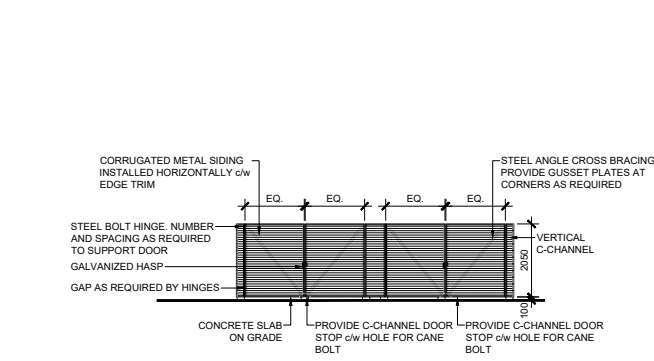 CORRUGATED METAL SIDING
INSTALLED HORIZONTALLY c/w
EDGE TRIM
STEEL ANGLE CROSS BRACING
PROVIDE GUSSET PLATES AT
CORNERS AS REQUIRED
EQ. EQ. EQ. EQ.
STEEL BOLT HINGE. NUMBER
AND SPACING AS REQUIRED
TO SUPPORT DOOR
GALVANIZED HASP
GAP AS REQUIRED BY HINGES
VERTICAL
C-CHANNEL
2050
100
CONCRETE SLAB
ON GRADE
PROVIDE C-CHANNEL DOOR
STOP c/w HOLE FOR CANE
BOLT
PROVIDE C-CHANNEL DOOR
STOP c/w HOLE FOR CANE
BOLT